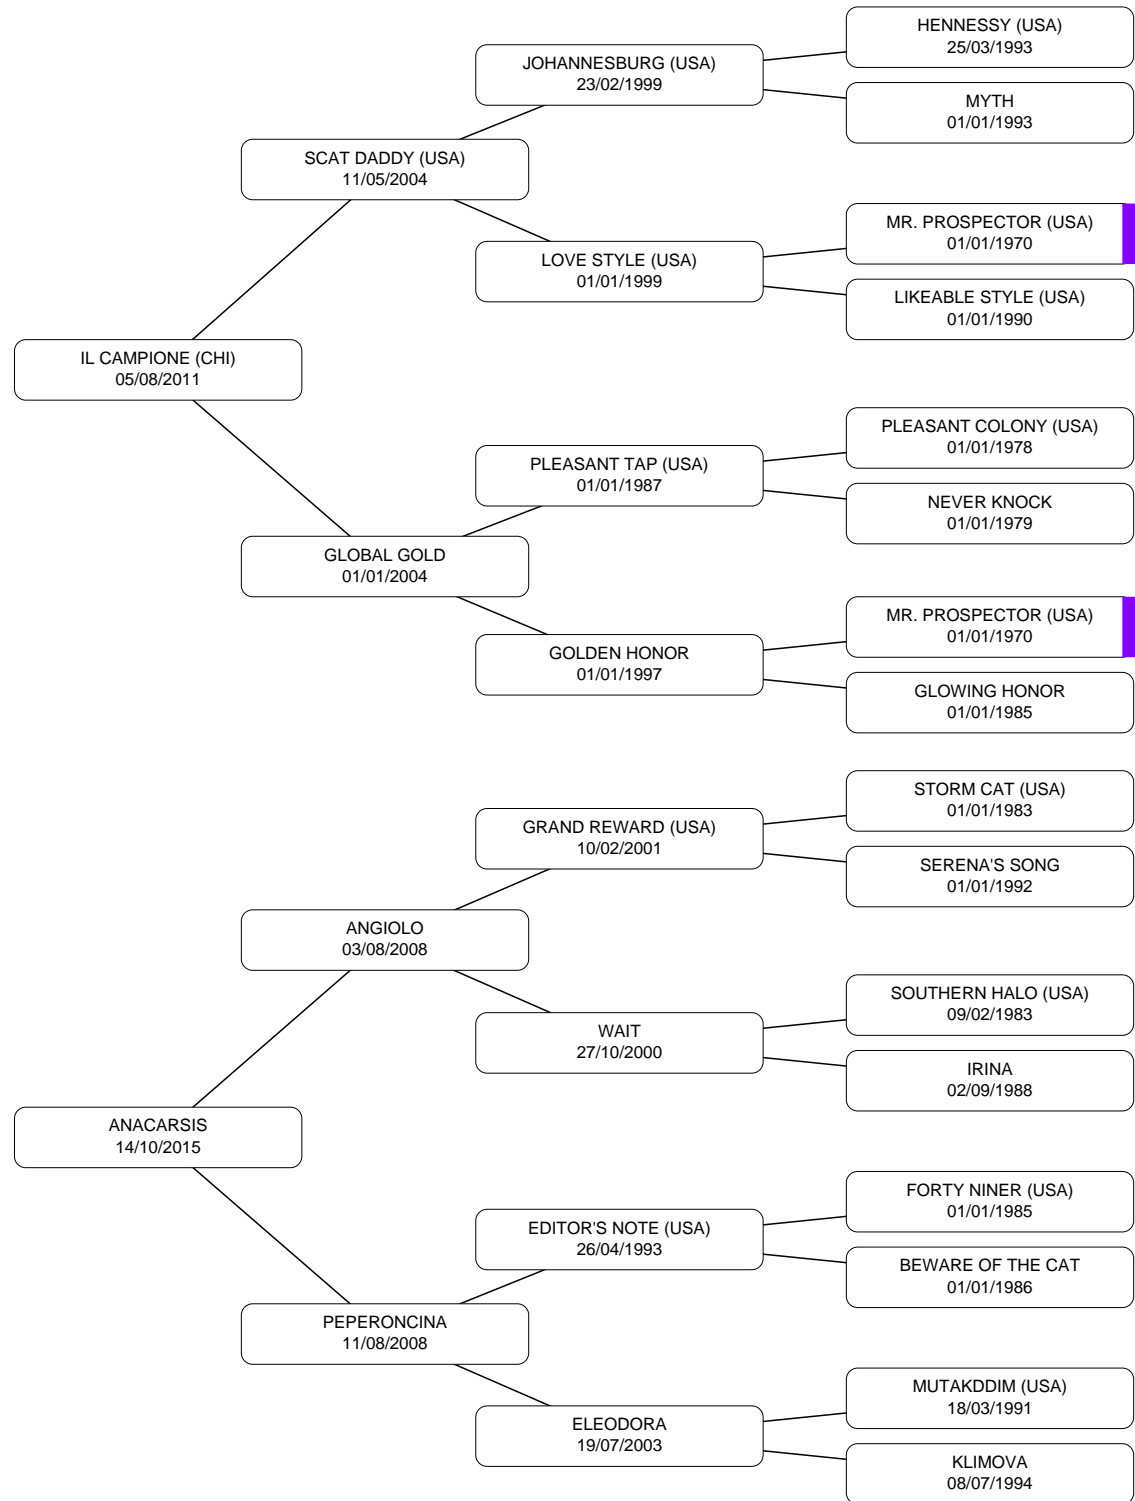 HENNESSY (USA)
25/03/1993
JOHANNESBURG (USA)
23/02/1999
MYTH
01/01/1993
SCAT DADDY (USA)
11/05/2004
MR. PROSPECTOR (USA)
01/01/1970
LOVE STYLE (USA)
01/01/1999
LIKEABLE STYLE (USA)
01/01/1990
IL CAMPIONE (CHI)
05/08/2011
PLEASANT COLONY (USA)
01/01/1978
PLEASANT TAP (USA)
01/01/1987
NEVER KNOCK
01/01/1979
GLOBAL GOLD
01/01/2004
MR. PROSPECTOR (USA)
01/01/1970
GOLDEN HONOR
01/01/1997
GLOWING HONOR
01/01/1985
STORM CAT (USA)
01/01/1983
GRAND REWARD (USA)
10/02/2001
SERENA'S SONG
01/01/1992
ANGIOLO
03/08/2008
SOUTHERN HALO (USA)
09/02/1983
WAIT
27/10/2000
IRINA
02/09/1988
ANACARSIS
14/10/2015
FORTY NINER (USA)
01/01/1985
EDITOR'S NOTE (USA)
26/04/1993
BEWARE OF THE CAT
01/01/1986
PEPERONCINA
11/08/2008
MUTAKDDIM (USA)
18/03/1991
ELEODORA
19/07/2003
KLIMOVA
08/07/1994